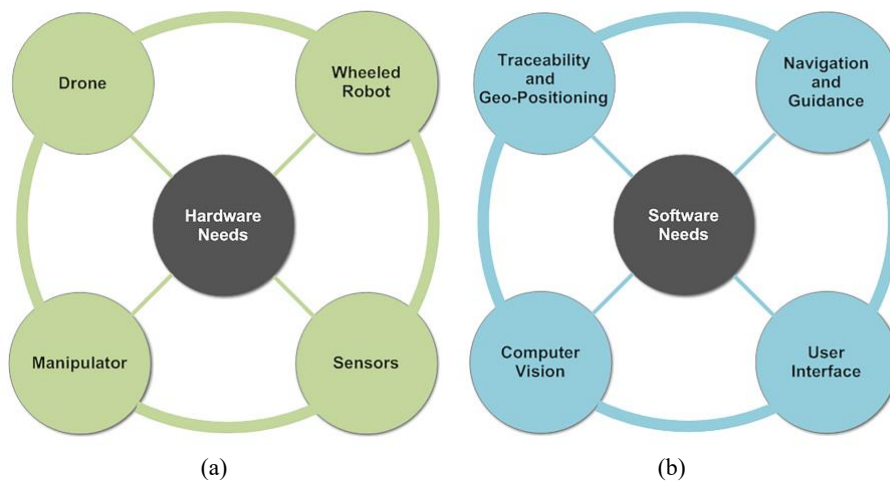 Drone
Wheeled
Robot
Hardware
Needs
Manipulator
Sensors
(a)
Traceability
and
Geo-Positioning
Navigation
and
Guidance
Software
Needs
Computer
Vision
User
Interface
(b)